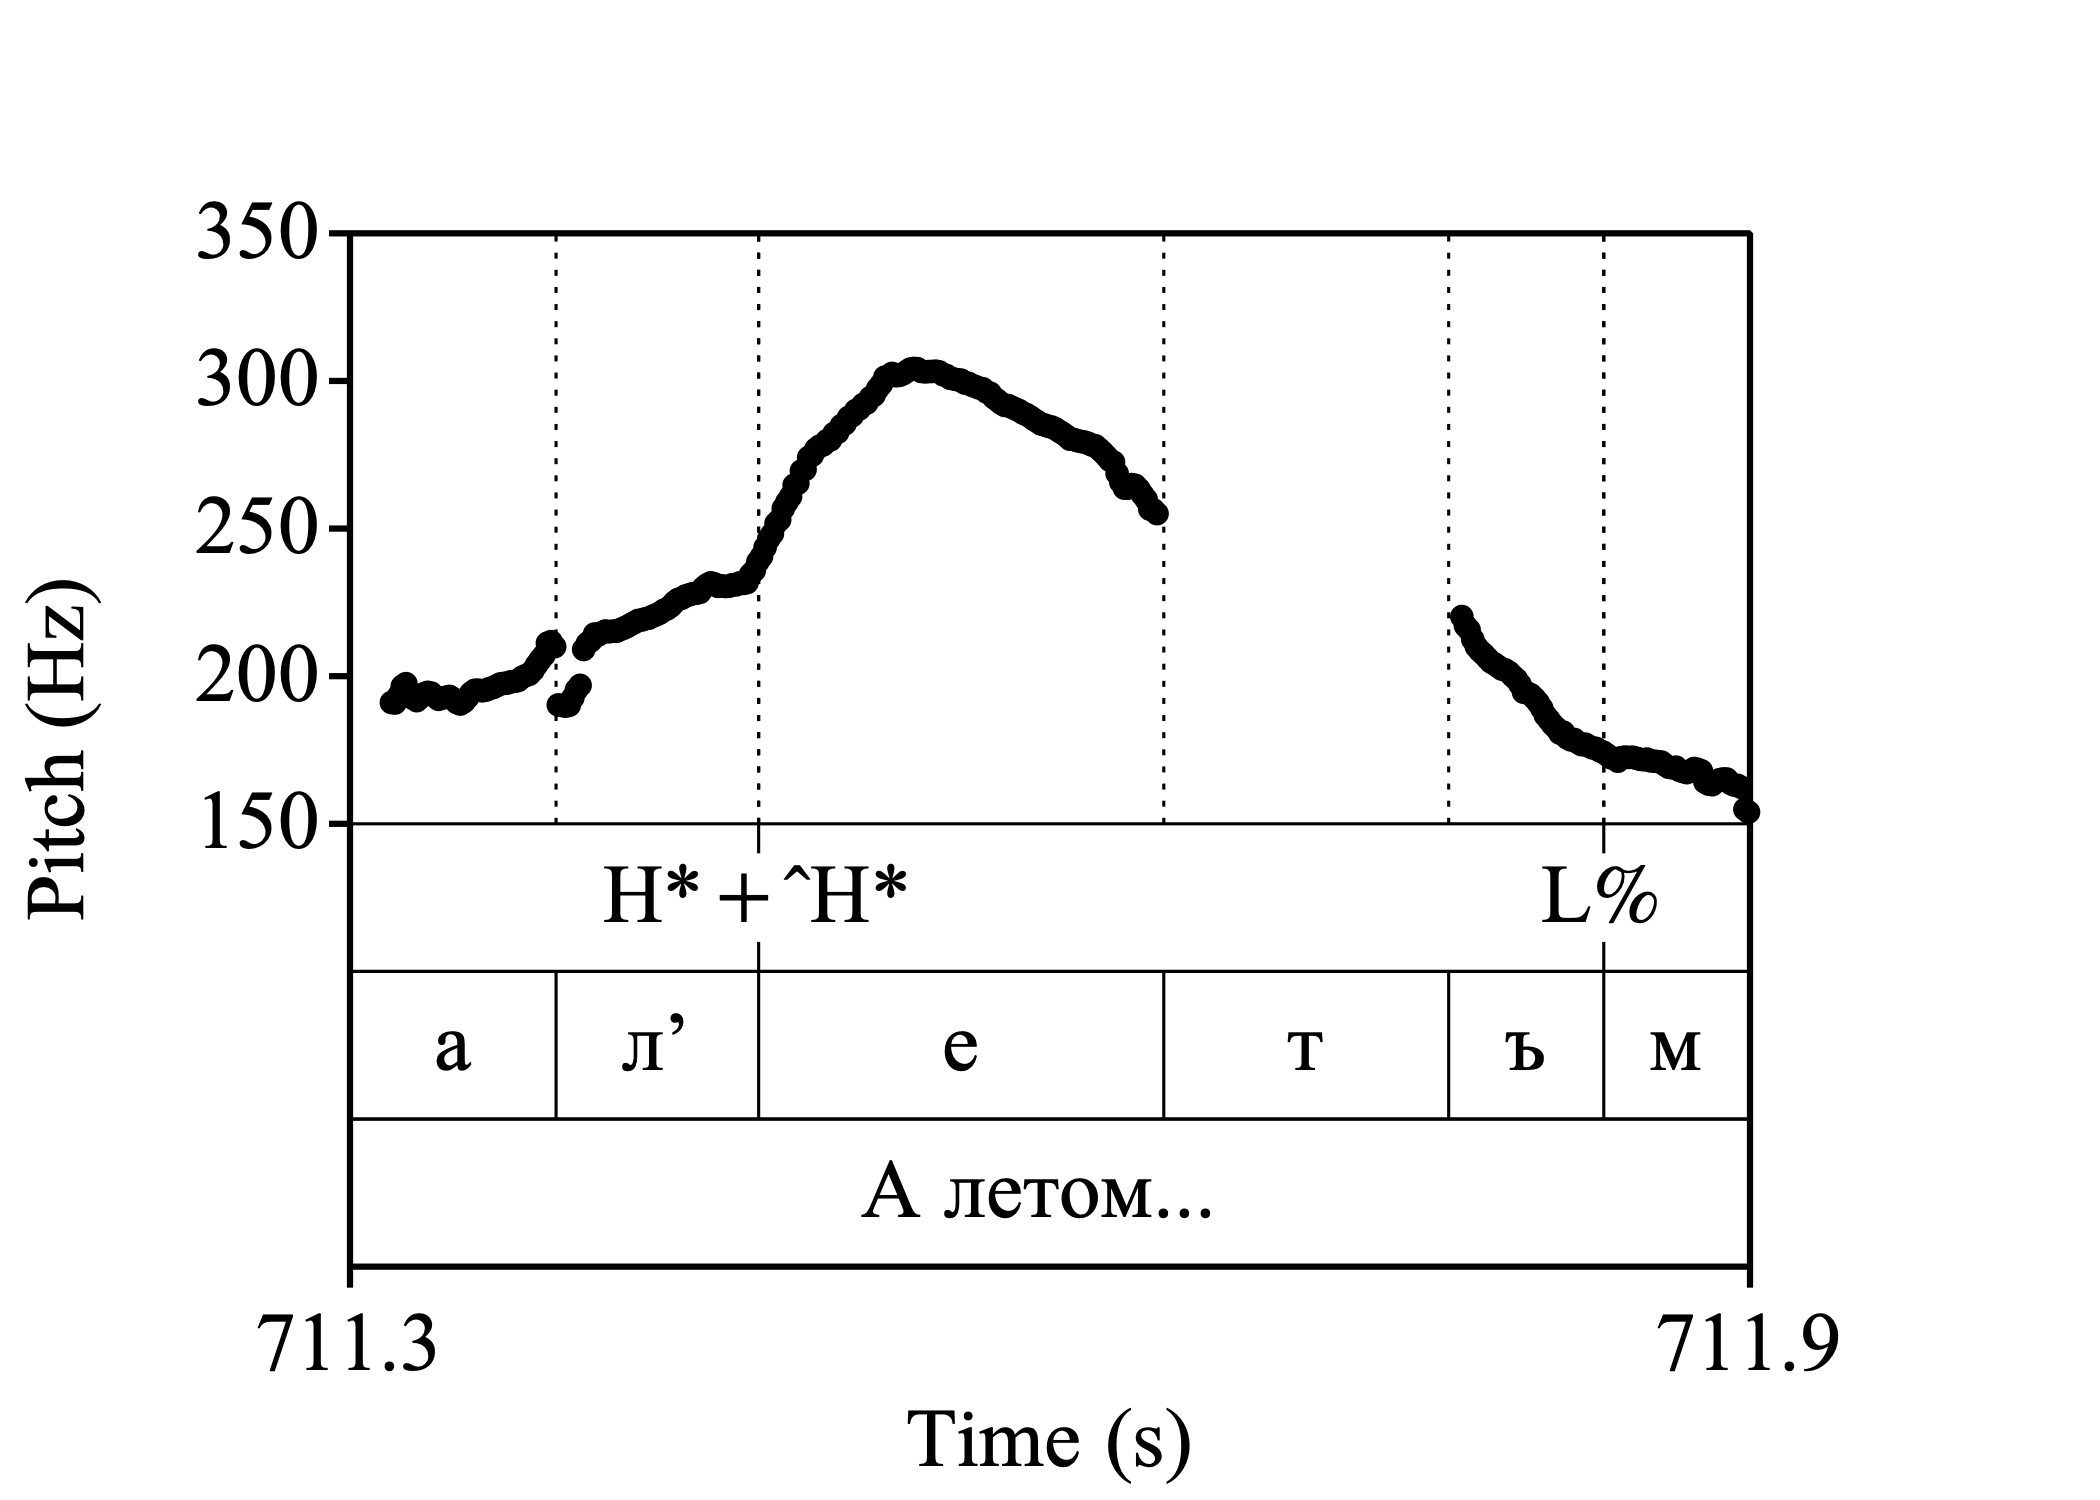 350
300
250
200
150
Pitch (Hz)
H* + ˆH* L%
а л’ е т ъ м
А летом...
711.3 711.9
Time (s)